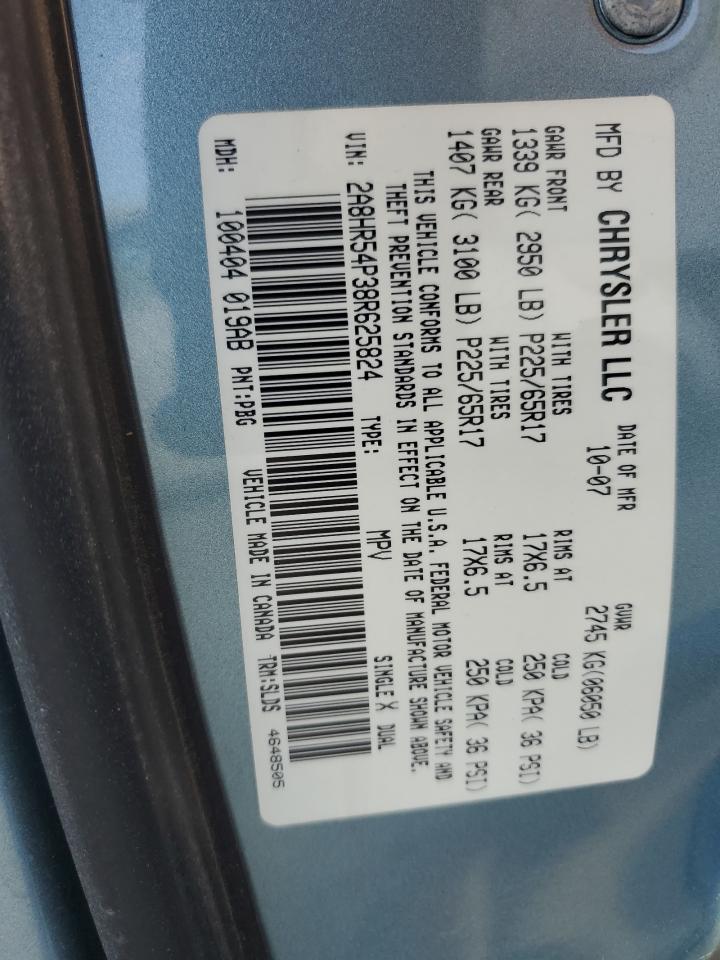 MFD BY CHRYSLER LLC DATE OF MFR 10-07 GVWR 2745 KG(06050 LB)
GAWR FRONT WITH TIRES RIMS AT COLD
1339 KG( 2950 LB) P225/65R17 17X6.5 250 KPA( 36 PSI)
GAWR REAR WITH TIRES RIMS AT COLD
1407 KG( 3100 LB) P225/65R17 17X6.5 250 KPA( 36 PSI)
THIS VEHICLE CONFORMS TO ALL APPLICABLE U.S.A. FEDERAL MOTOR VEHICLE SAFETY AND
THEFT PREVENTION STANDARDS IN EFFECT ON THE DATE OF MANUFACTURE SHOWN ABOVE.
VIN: 2A8HR54P38R625824 TYPE: MPV SINGLE X DUAL
MDH: 100404 019AB PNT:PBG VEHICLE MADE IN CANADA TRM:SLDS 4648505